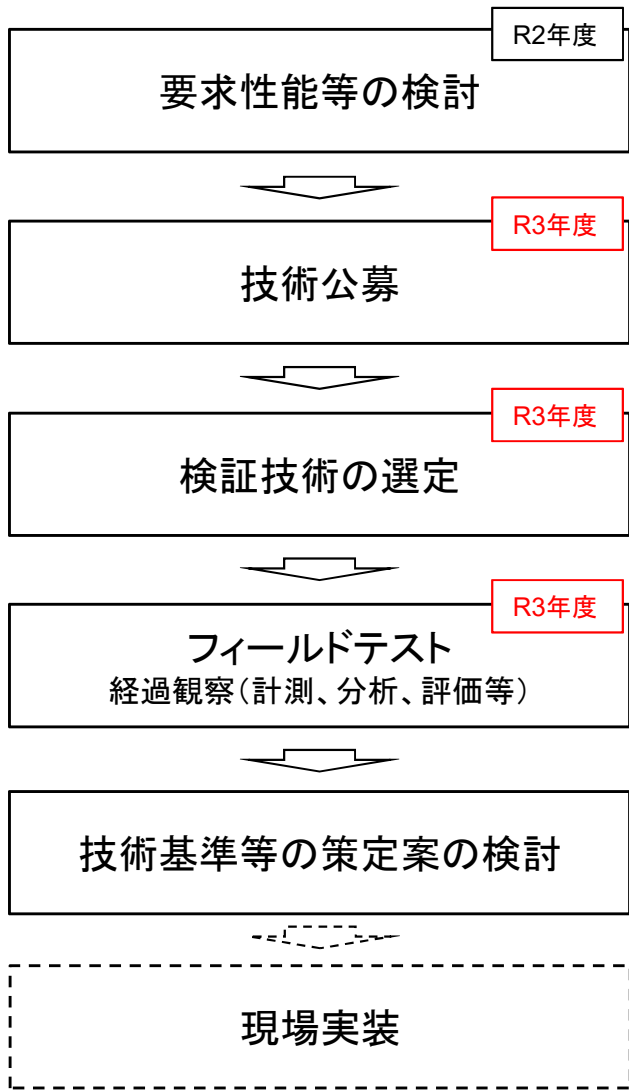 R2年度
要求性能等の検討
R3年度
技術公募
R3年度
検証技術の選定
R3年度
フィールドテスト
経過観察（計測、分析、評価等）
技術基準等の策定案の検討
現場実装